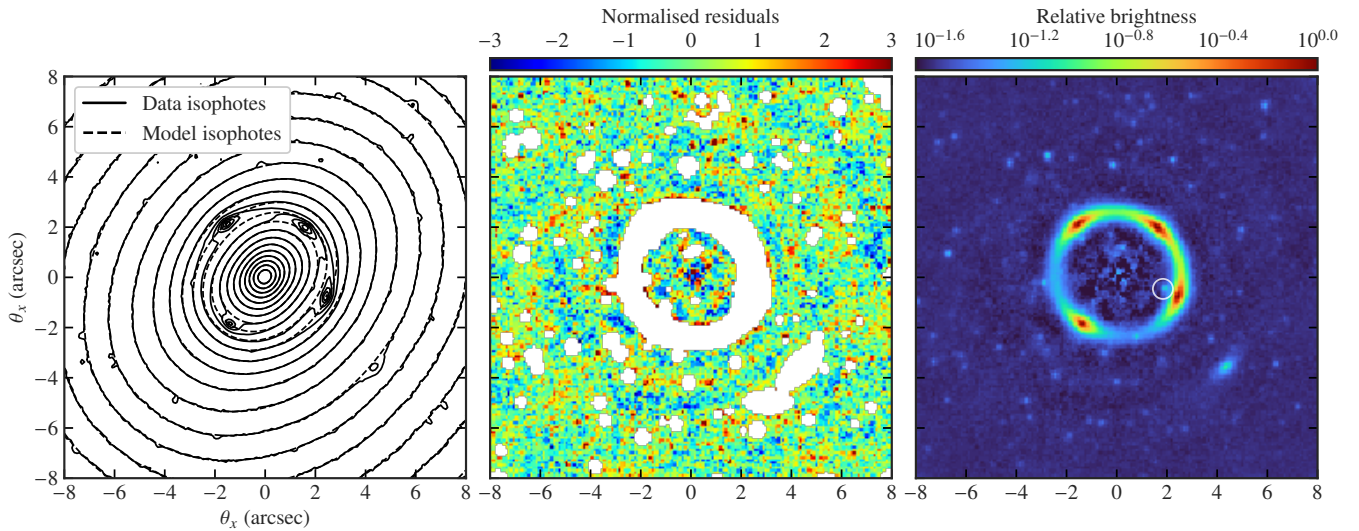 Normalised residuals
−3 −2 −1 0 1 2 3
Relative brightness
10^−1.6 10^−1.2 10^−0.8 10^−0.4 10^0.0
Data isophotes
Model isophotes
8
6
4
2
0
−2
−4
−6
−8
θx (arcsec)
−8 −6 −4 −2 0 2 4 6 8
θx (arcsec)
−8 −6 −4 −2 0 2 4 6 8
−8 −6 −4 −2 0 2 4 6 8